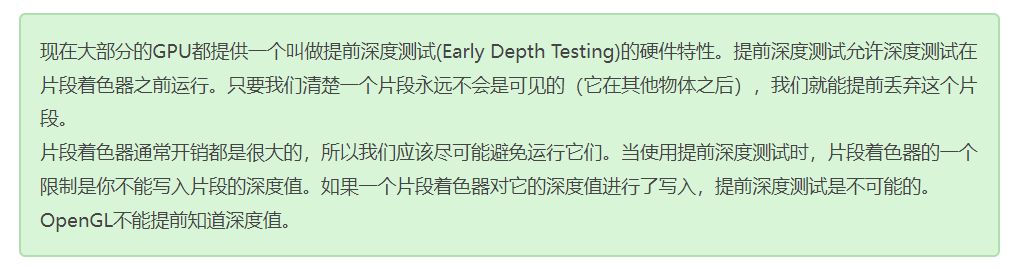 现在大部分的GPU都提供一个叫做提前深度测试(Early Depth Testing)的硬件特性。提前深度测试允许深度测试在
片段着色器之前运行。只要我们清楚一个片段永远不会是可见的（它在其他物体之后），我们就能提前丢弃这个片
段。
片段着色器通常开销都是很大的，所以我们应该尽可能避免运行它们。当使用提前深度测试时，片段着色器的一个
限制是你不能写入片段的深度值。如果一个片段着色器对它的深度值进行了写入，提前深度测试是不可能的。
OpenGL不能提前知道深度值。